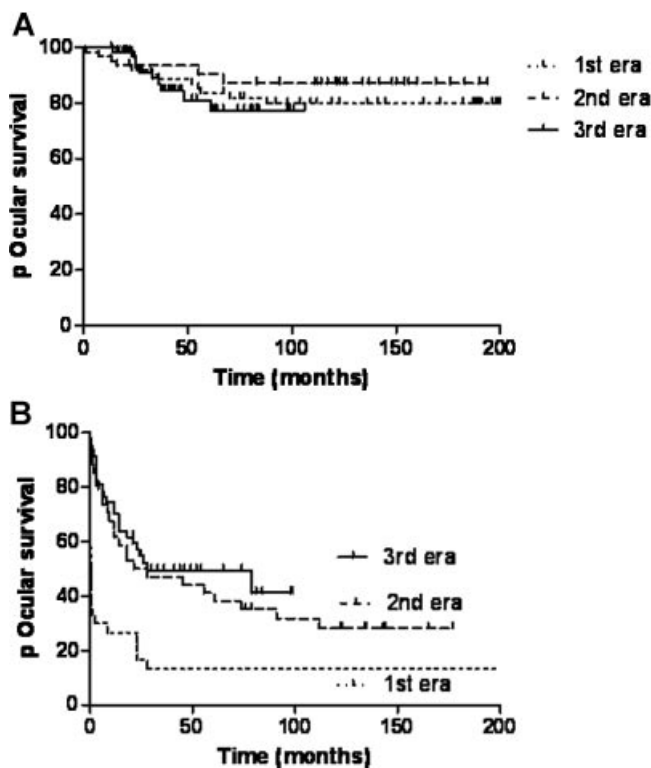 A
p Ocular survival
100
80
60
40
20
0
0 50 100 150 200
Time (months)
1st era
2nd era
3rd era
B
p Ocular survival
100
80
60
40
20
0
0 50 100 150 200
Time (months)
3rd era
2nd era
1st era